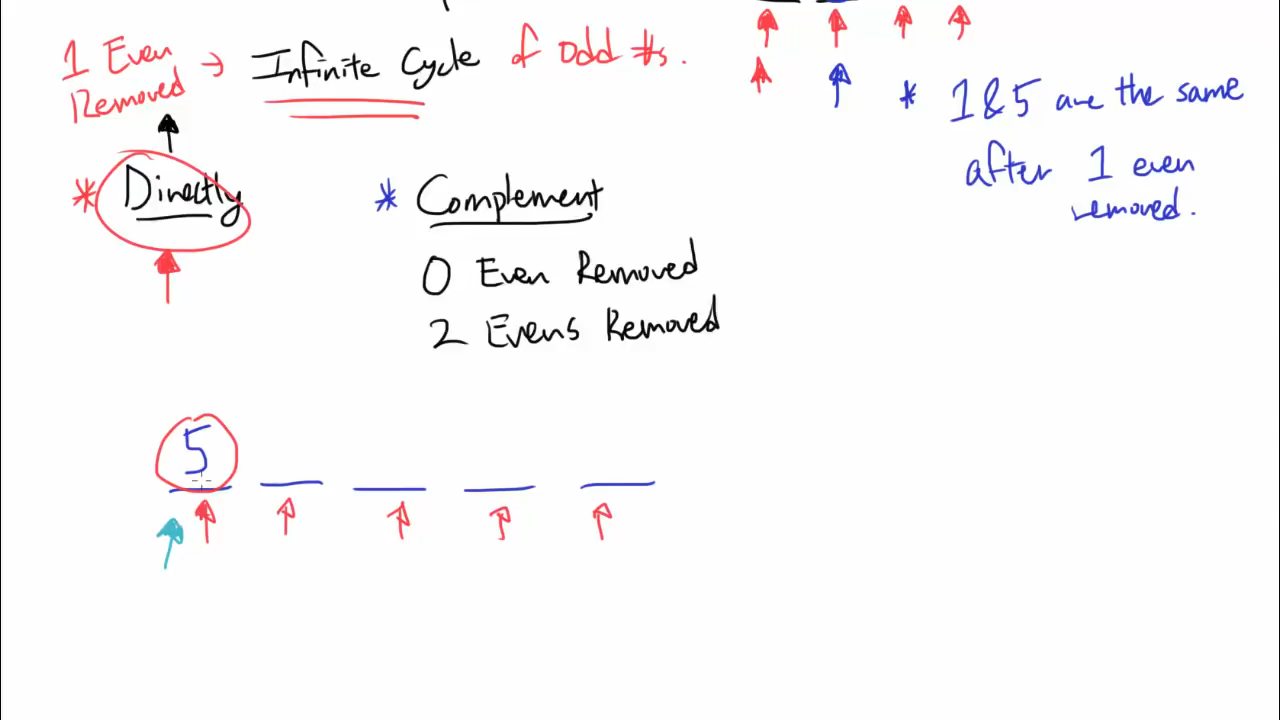 1 Even Removed → Infinite Cycle of odd #s.
* 1&5 are the same
after 1 even
removed.
* Directly
* Complement
0 Even Removed
2 Evens Removed
5